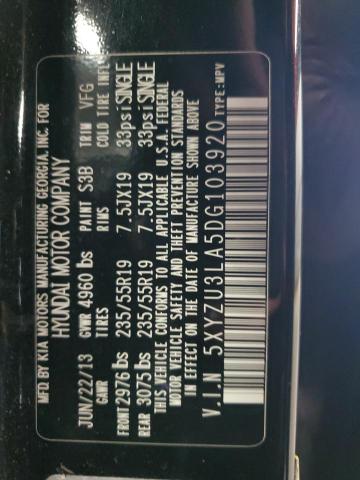 MFG BY KIA MOTORS MANUFACTURING GEORGIA, INC. FOR
HYUNDAI MOTOR COMPANY
JUN/22/13 GVWR 4960 lbs PAINT S3B TRIM VFG
GAWR TIRES RIMS COLD TIRE INF.
FRONT 2976 lbs 235/55R19 7.5JX19 33psi SINGLE
REAR 3075 lbs 235/55R19 7.5JX19 33psi SINGLE
THIS VEHICLE CONFORMS TO ALL APPLICABLE U.S.A. FEDERAL
MOTOR VEHICLE SAFETY AND THEFT PREVENTION STANDARDS
IN EFFECT ON THE DATE OF MANUFACTURE SHOWN ABOVE
V.I.N 5XYZU3LA5DG103920 TYPE:MPV